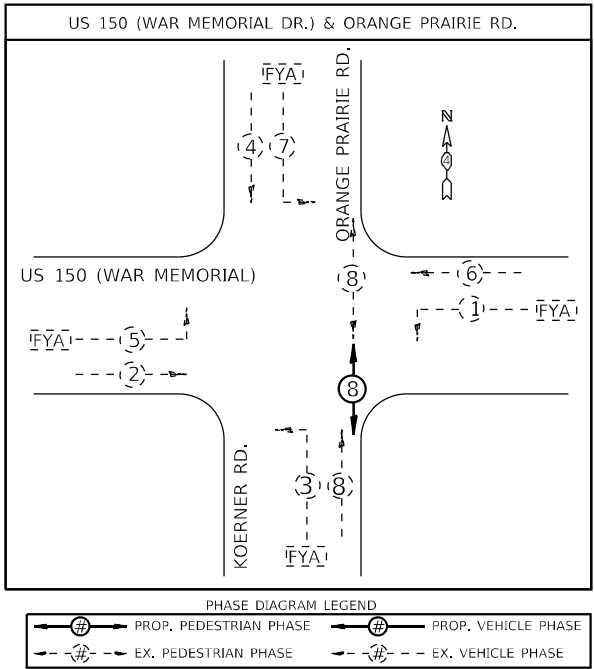 US 150 (WAR MEMORIAL DR.) & ORANGE PRAIRIE RD.
FYA
ORANGE PRAIRIE RD.
N
4
7
4
US 150 (WAR MEMORIAL)
8
6
FYA
5
1
FYA
2
8
KOERNER RD.
3
8
FYA
PHASE DIAGRAM LEGEND
# PROP. PEDESTRIAN PHASE
# PROP. VEHICLE PHASE
# EX. PEDESTRIAN PHASE
# EX. VEHICLE PHASE